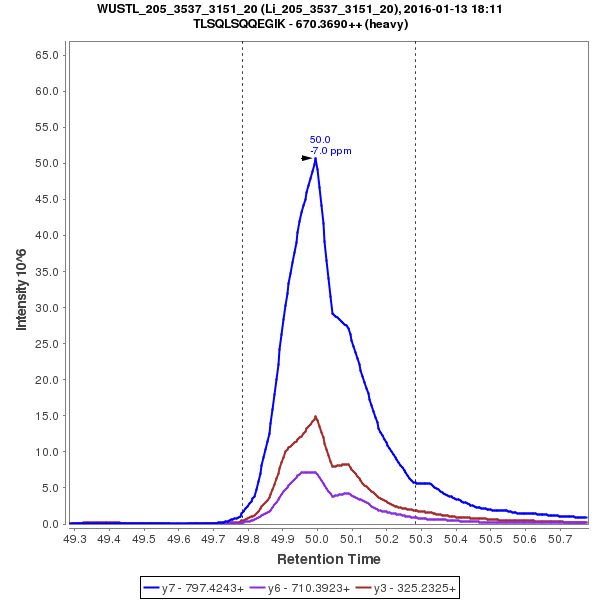 WUSTL_205_3537_3151_20 (Li_205_3537_3151_20), 2016-01-13 18:11
TLSQLSQQEGIK - 670.3690++ (heavy)
65.0
60.0
55.0
50.0
45.0
40.0
35.0
30.0
25.0
20.0
15.0
10.0
5.0
0.0
Intensity 10^6
50.0
-7.0 ppm
49.3 49.4 49.5 49.6 49.7 49.8 49.9 50.0 50.1 50.2 50.3 50.4 50.5 50.6 50.7
Retention Time
y7 - 797.4243+ y6 - 710.3923+ y3 - 325.2325+